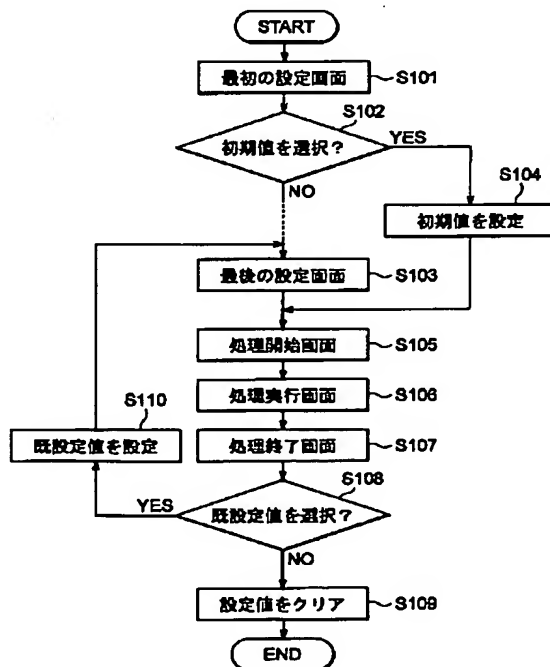 START
最初の設定画面
S101
S102
初期値を選択？
YES
S104
NO
初期値を設定
最後の設定画面
S103
処理開始画面
S105
処理実行画面
S106
S110
既設定値を設定
処理終了画面
S107
S108
YES
既設定値を選択？
NO
設定値をクリア
S109
END